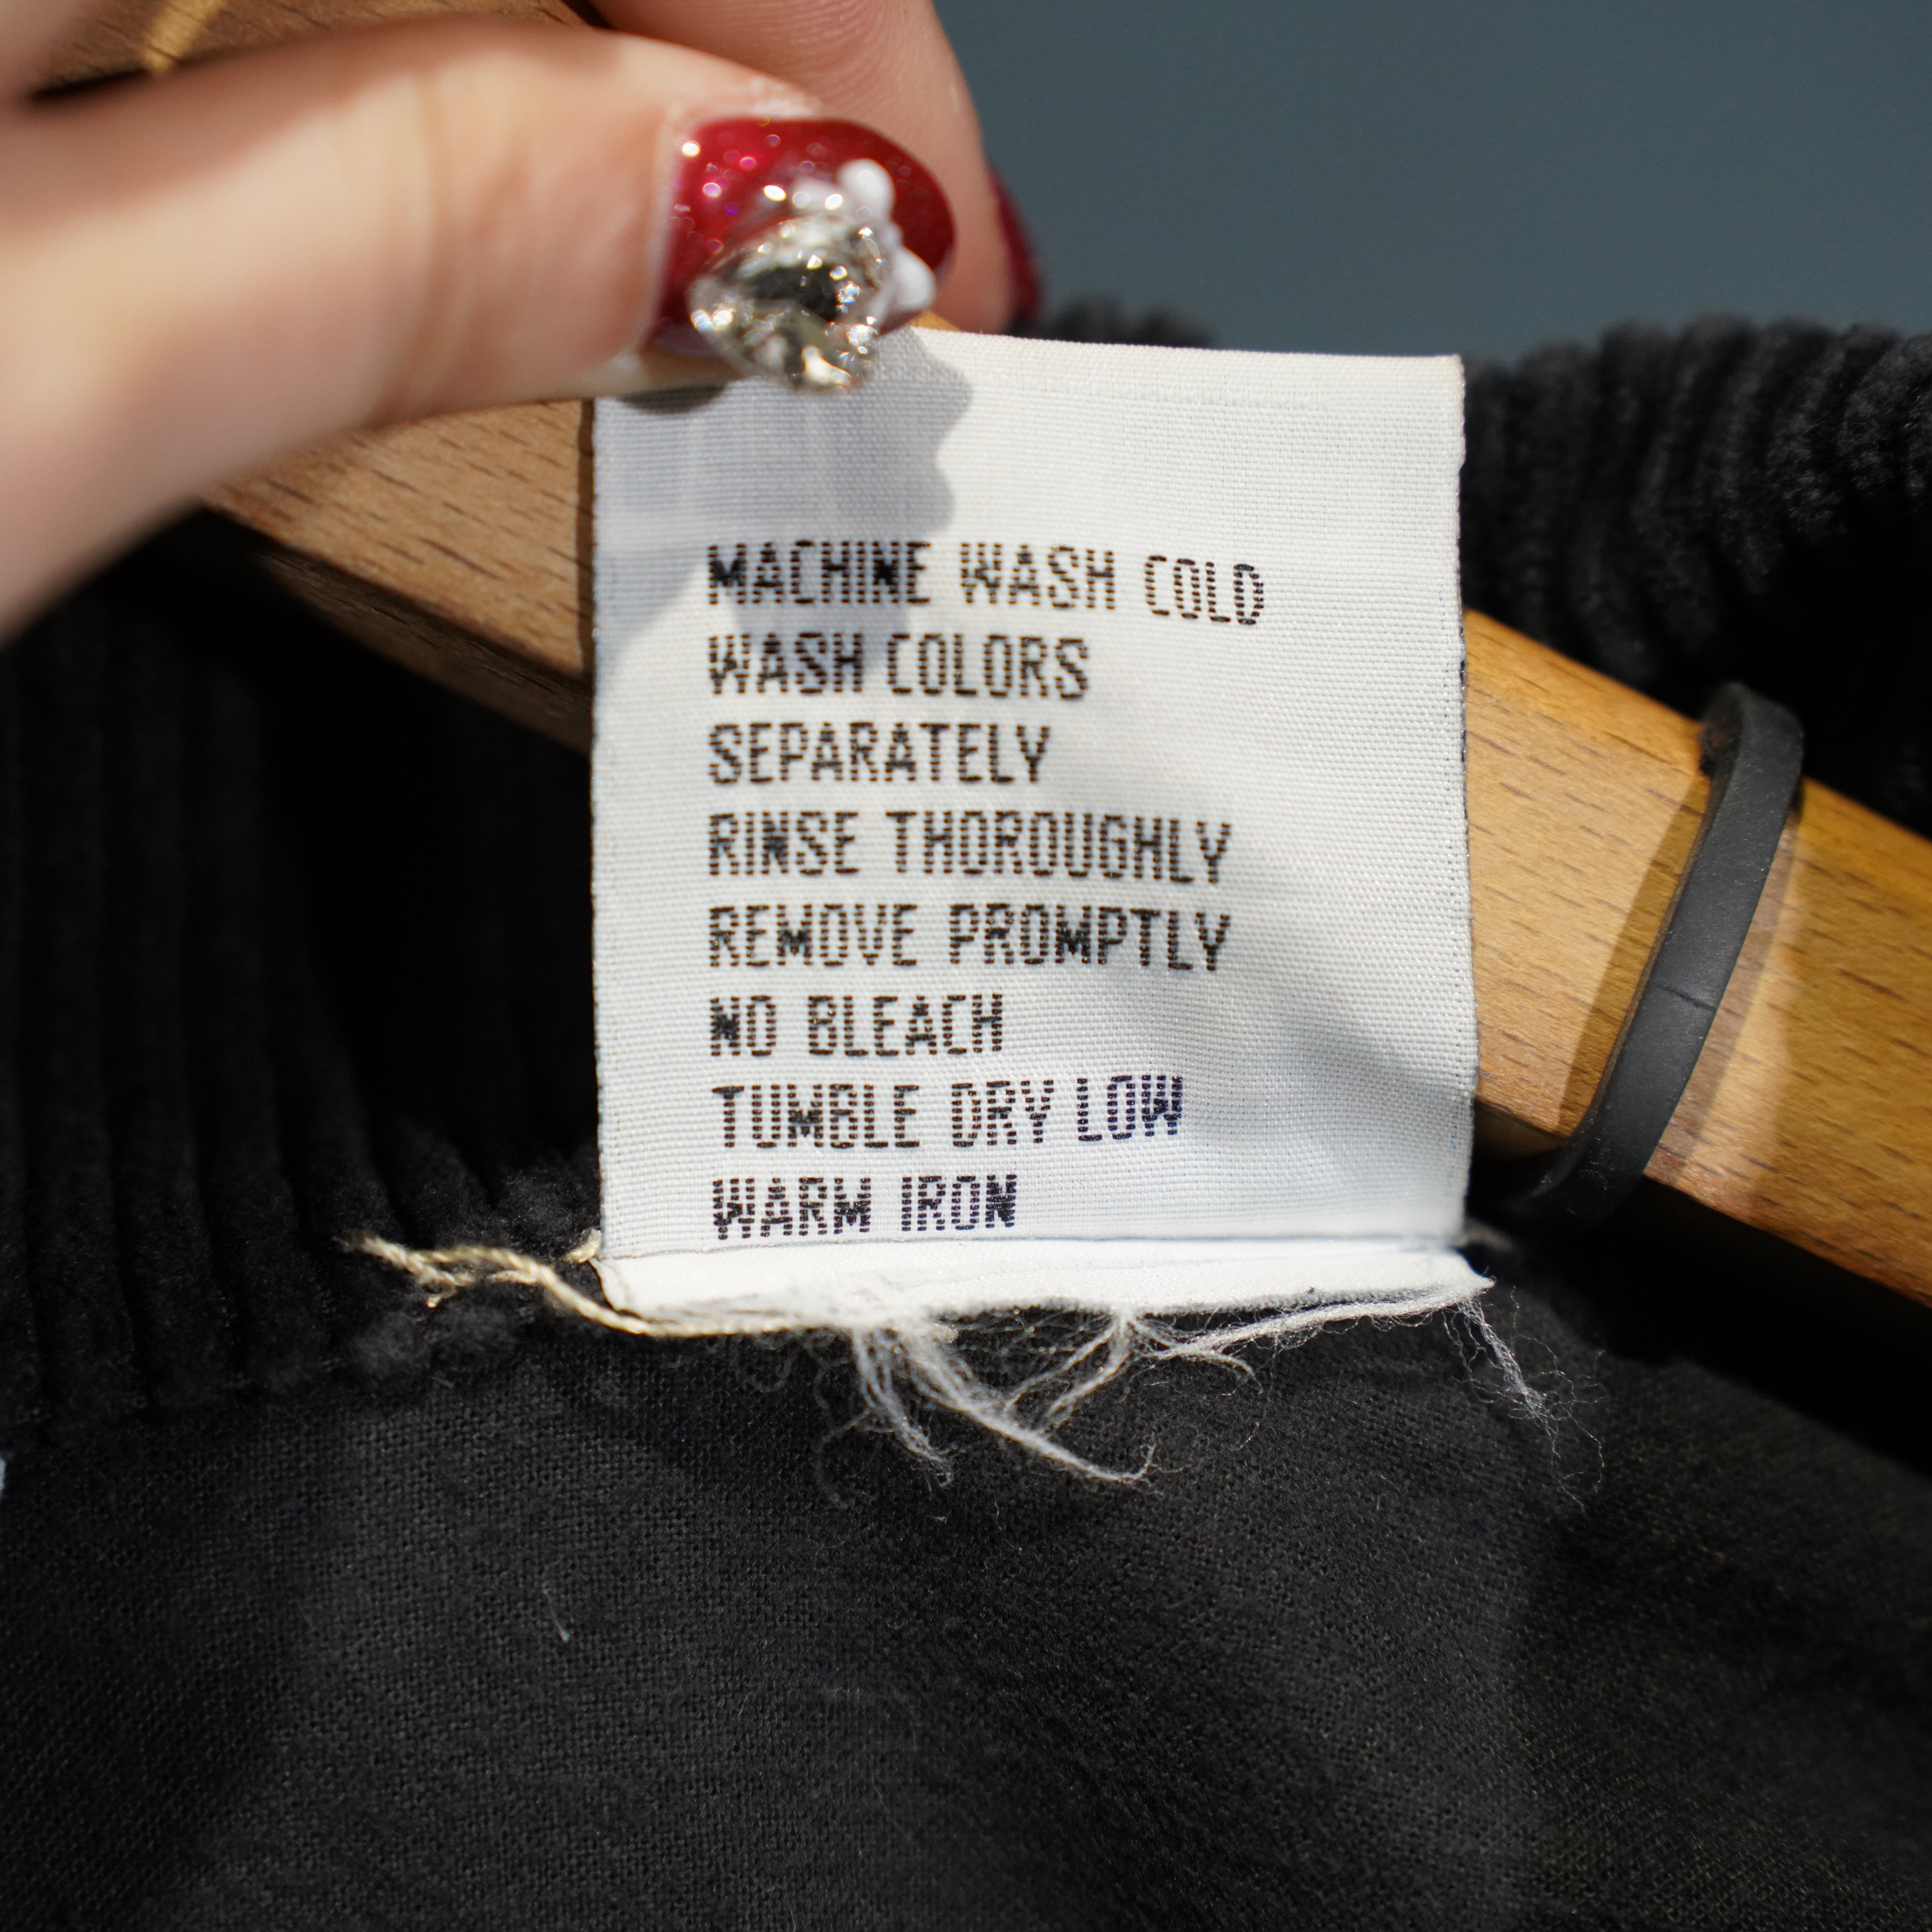 MACHINE WASH COLD
WASH COLORS
SEPARATELY
RINSE THOROUGHLY
REMOVE PROMPTLY
NO BLEACH
TUMBLE DRY LOW
WARM IRON